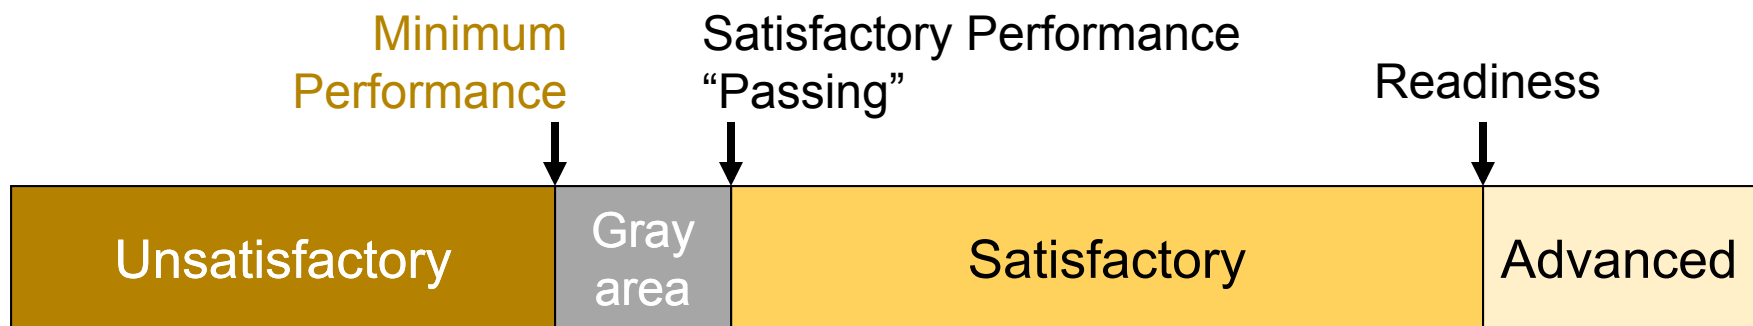 Minimum
Performance
Satisfactory Performance
“Passing”
Readiness
Unsatisfactory
Gray
area
Satisfactory
Advanced